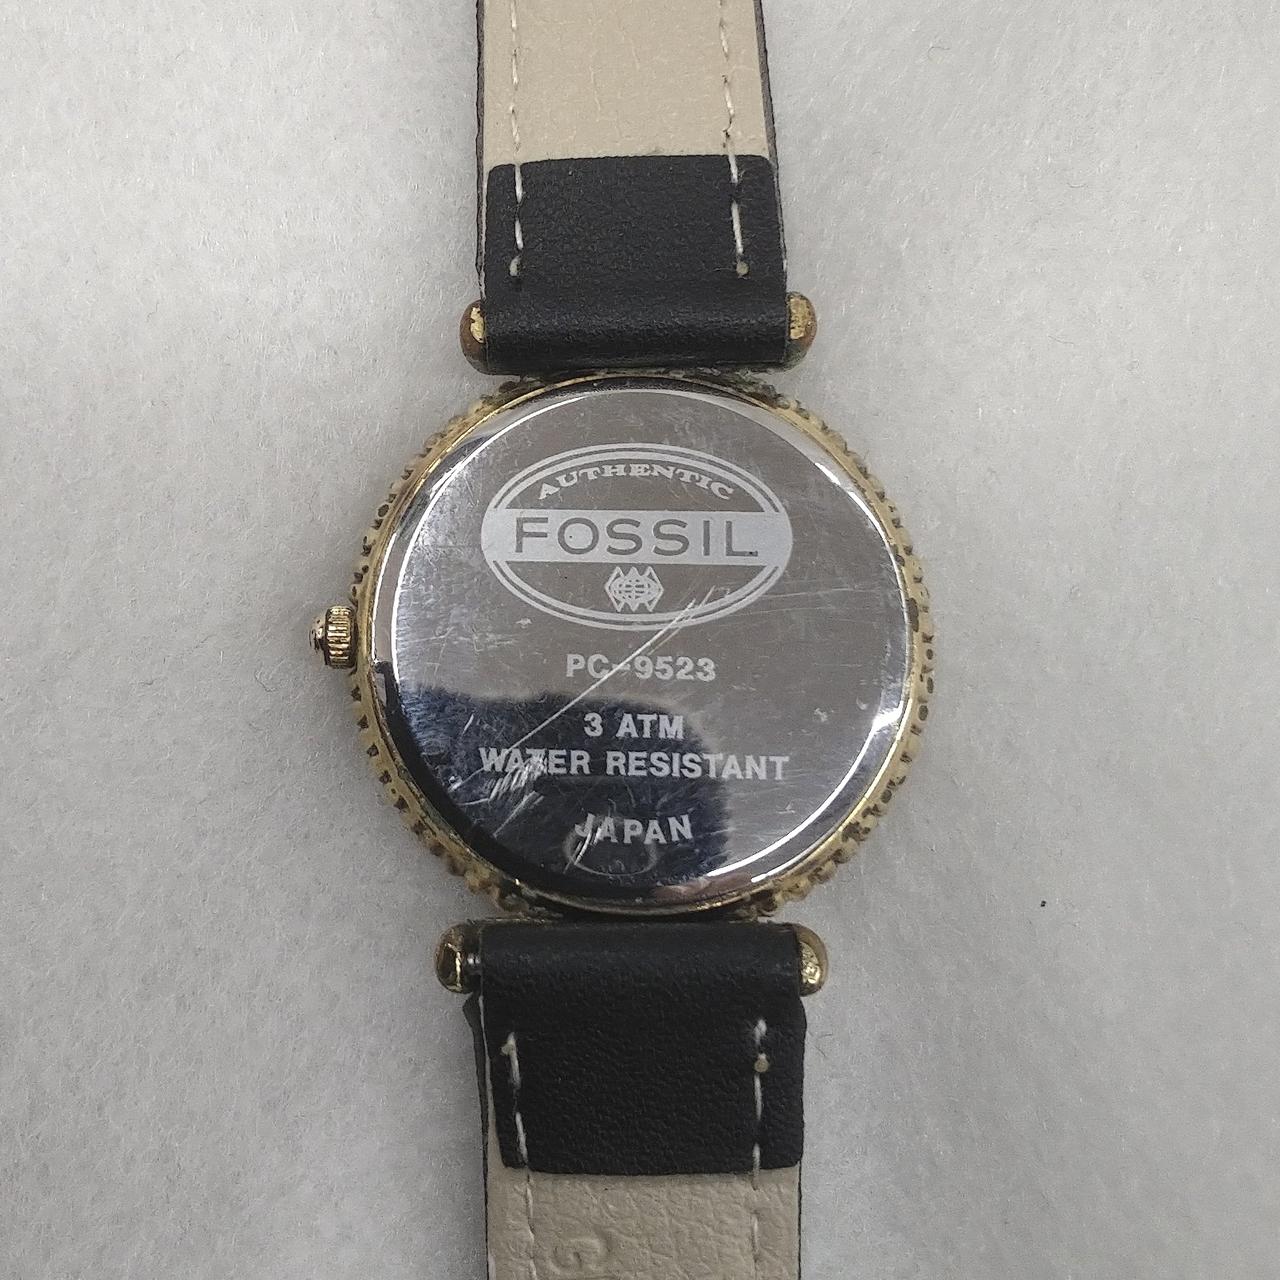 AUTHENTIC
FOSSIL
PC-9523
3 ATM
WATER RESISTANT
JAPAN